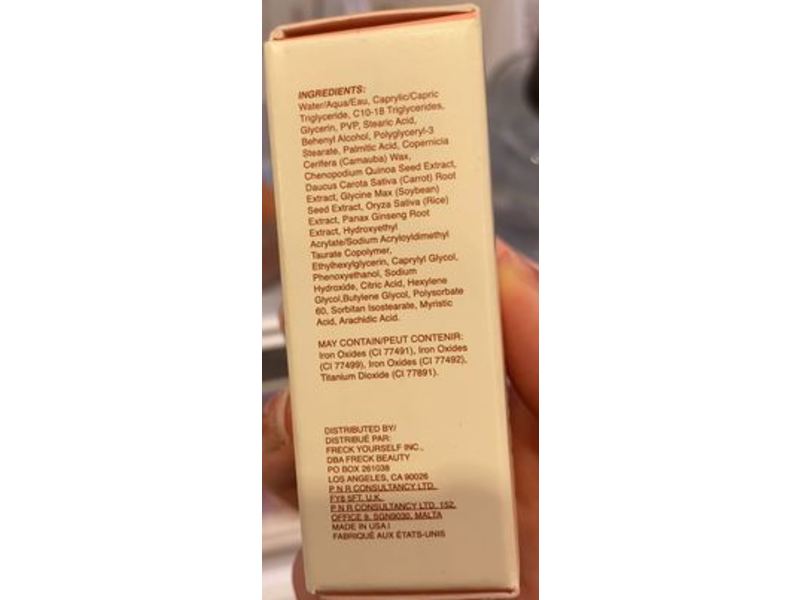 INGREDIENTS:
Water/Aqua/Eau, Caprylic/Capric
Triglyceride, C10-18 Triglycerides,
Glycerin, PVP, Stearic Acid,
Behenyl Alcohol, Polyglyceryl-3
Stearate, Palmitic Acid, Copernicia
Cerifera (Carnauba) Wax,
Chenopodium Quinoa Seed Extract,
Daucus Carota Sativa (Carrot) Root
Extract, Glycine Max (Soybean)
Seed Extract, Oryza Sativa (Rice)
Extract, Panax Ginseng Root
Extract, Hydroxyethyl
Acrylate/Sodium Acryloyldimethyl
Taurate Copolymer,
Ethylhexylglycerin, Caprylyl Glycol,
Phenoxyethanol, Sodium
Hydroxide, Citric Acid, Hexylene
Glycol,Butylene Glycol, Polysorbate
60, Sorbitan Isostearate, Myristic
Acid, Arachidic Acid.
MAY CONTAIN/PEUT CONTENIR:
Iron Oxides (CI 77491), Iron Oxides
(CI 77499), Iron Oxides (CI 77492),
Titanium Dioxide (CI 77891).
DISTRIBUTED BY/
DISTRIBUÉ PAR:
FRECK YOURSELF INC.,
DBA FRECK BEAUTY
PO BOX 261038
LOS ANGELES, CA 90026
P N R CONSULTANCY LTD.
FY8 5FT, U.K.
P N R CONSULTANCY LTD. 152,
OFFICE 9, SGN9030, MALTA
MADE IN USA.I
FABRIQUÉ AUX ÉTATS-UNIS